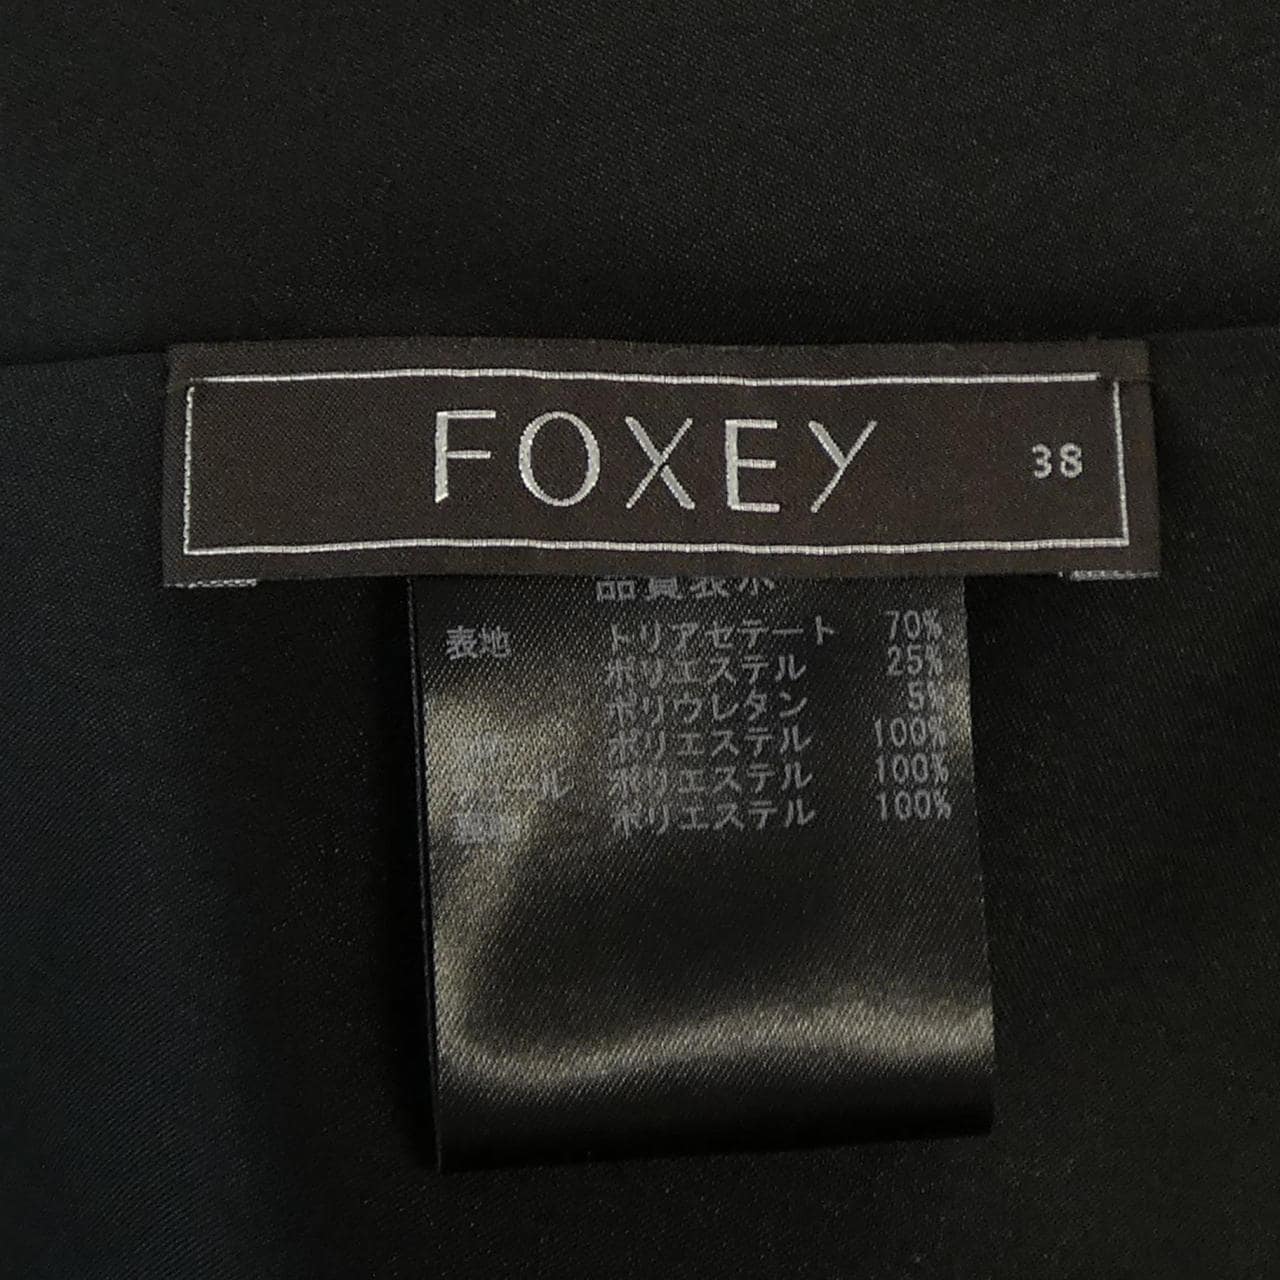 FOXEY 38
品質表示
表地 トリアセテート 70%
ポリエステル 25%
ポリウレタン 5%
ポリエステル 100%
ポリエステル 100%
ポリエステル 100%